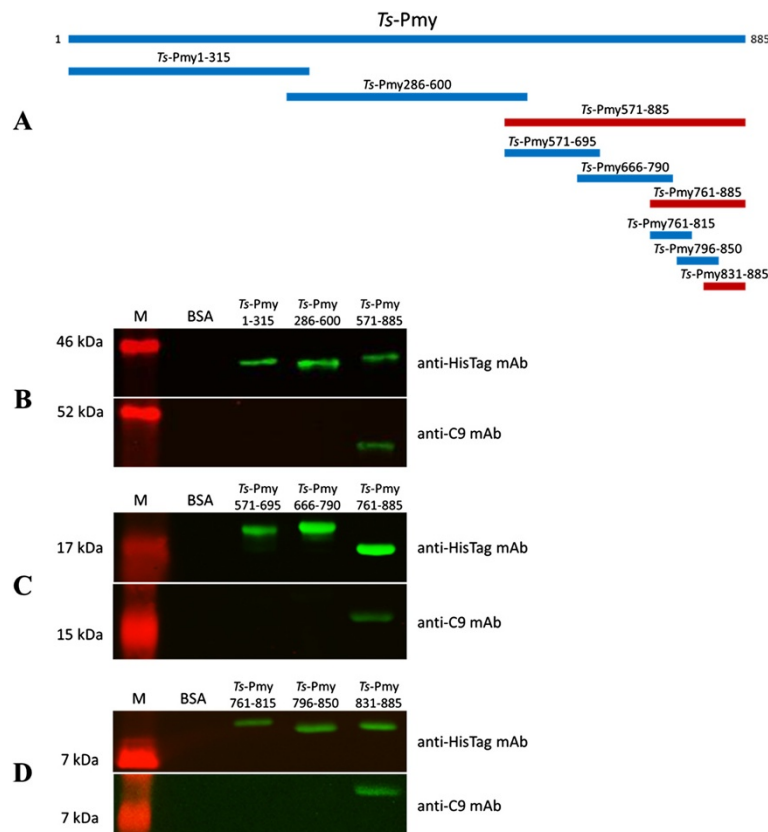 Ts-Pmy
1 885
Ts-Pmy1-315
Ts-Pmy286-600
A
Ts-Pmy571-885
Ts-Pmy571-695
Ts-Pmy666-790
Ts-Pmy761-885
Ts-Pmy761-815
Ts-Pmy796-850
Ts-Pmy831-885
M BSA Ts-Pmy Ts-Pmy Ts-Pmy
1-315 286-600 571-885
46 kDa
anti-HisTag mAb
B
52 kDa
anti-C9 mAb
M BSA Ts-Pmy Ts-Pmy Ts-Pmy
571-695 666-790 761-885
17 kDa anti-HisTag mAb
C
15 kDa anti-C9 mAb
M BSA Ts-Pmy Ts-Pmy Ts-Pmy
761-815 796-850 831-885
anti-HisTag mAb
7 kDa
D
7 kDa anti-C9 mAb